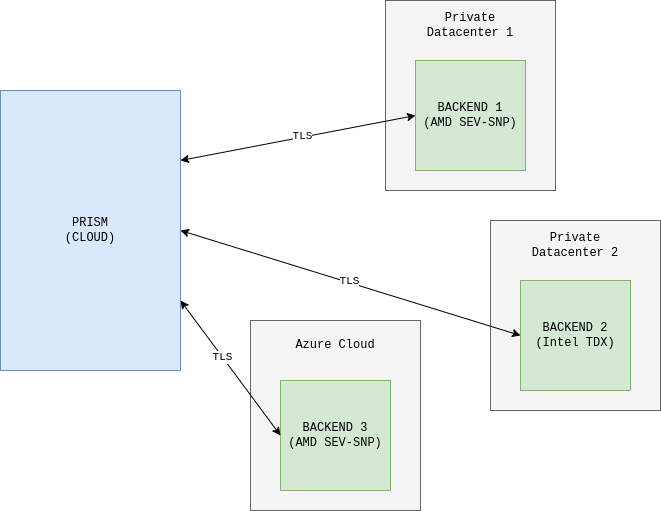 Private
Datacenter 1
BACKEND 1
(AMD SEV-SNP)
TLS
PRISM
(CLOUD)
Private
Datacenter 2
TLS
BACKEND 2
(Intel TDX)
Azure Cloud
TLS
BACKEND 3
(AMD SEV-SNP)